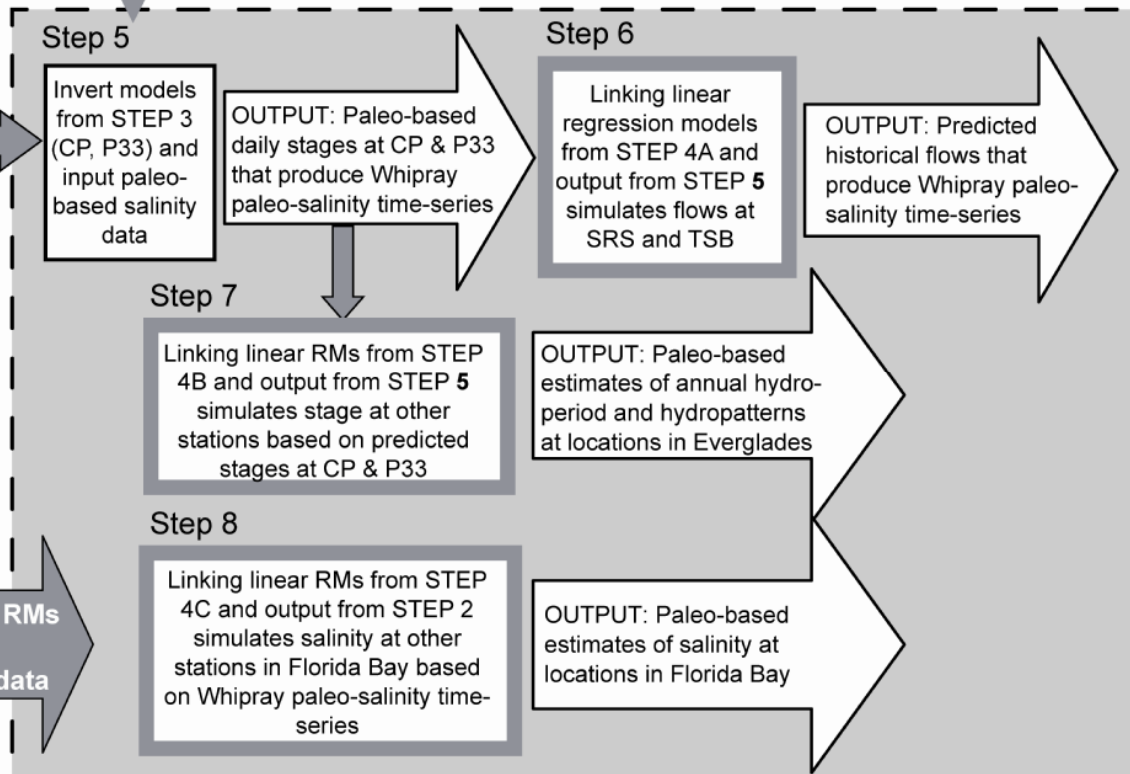 Step 5
Invert models
from STEP 3
(CP, P33) and
input paleo-
based salinity
data
OUTPUT: Paleo-based
daily stages at CP & P33
that produce Whipray
paleo-salinity time-series
Step 6
Linking linear
regression models
from STEP 4A and
output from STEP 5
simulates flows at
SRS and TSB
OUTPUT: Predicted
historical flows that
produce Whipray paleo-
salinity time-series
Step 7
Linking linear RMs from STEP
4B and output from STEP 5
simulates stage at other
stations based on predicted
stages at CP & P33
OUTPUT: Paleo-based
estimates of annual hydro-
period and hydropatterns
at locations in Everglades
Step 8
RMs
data
Linking linear RMs from STEP
4C and output from STEP 2
simulates salinity at other
stations in Florida Bay based
on Whipray paleo-salinity time-
series
OUTPUT: Paleo-based
estimates of salinity at
locations in Florida Bay